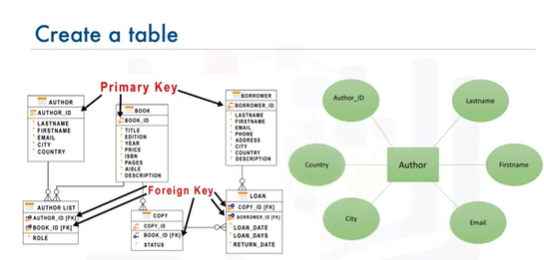 Create a table
Primary Key
AUTHOR
AUTHOR_ID
LASTNAME
FIRSTNAME
EMAIL
CITY
COUNTRY
BOOK
BOOK_ID
TITLE
EDITION
YEAR
PRICE
ISBN
PAGES
AISLE
DESCRIPTION
BORROWER
BORROWER_ID
LASTNAME
FIRSTNAME
EMAIL
PHONE
ADDRESS
CITY
COUNTRY
DESCRIPTION
Foreign Key
AUTHOR LIST
AUTHOR_ID [FK]
BOOK_ID [FK]
ROLE
COPY
COPY_ID
BOOK_ID [FK]
STATUS
LOAN
COPY_ID [FK]
BORROWER_ID [FK]
LOAN_DATE
LOAN_DAYS
RETURN_DATE
Author_ID
Lastname
Country
Author
Firstname
City
Email